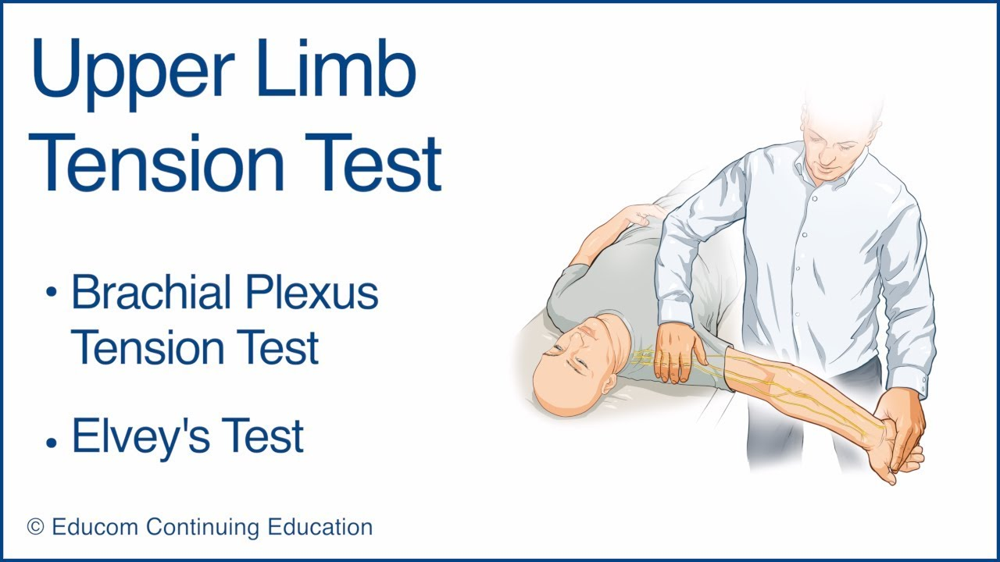 Upper Limb
Tension Test
• Brachial Plexus
Tension Test
• Elvey's Test
© Educom Continuing Education